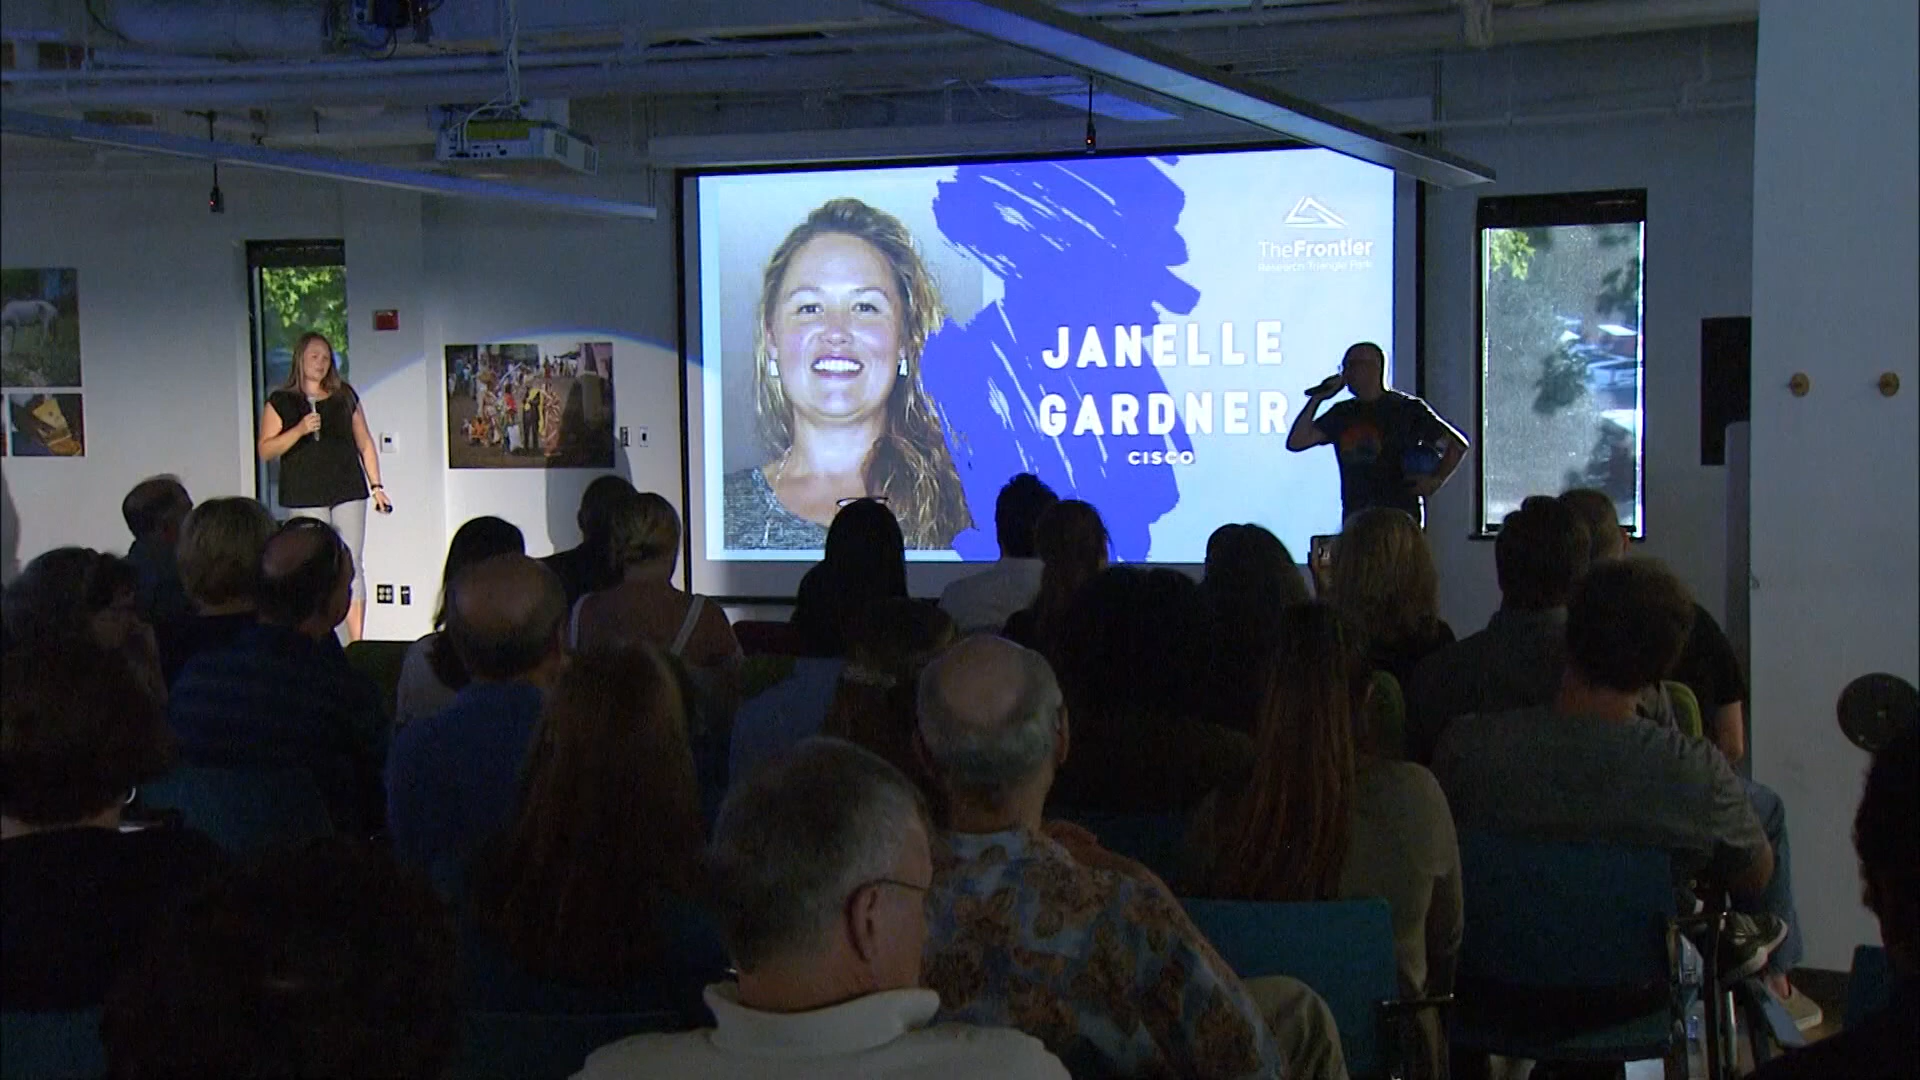 TheFrontier
Research Triangle Park
JANELLE
GARDNER
CISCO